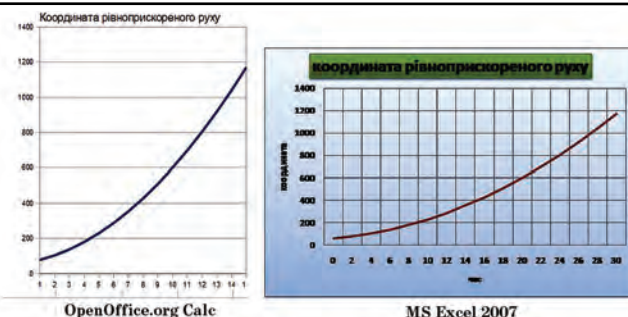 Координата рівноприскореного руху
1400
1200
1000
800
600
400
200
0
1 2 3 4 5 6 7 8 9 10 11 12 13 14 1
OpenOffice.org Calc
координата рівноприскореного руху
1400
1200
1000
800
600
400
200
0
координата
0 2 4 6 8 10 12 14 16 18 20 22 24 26 28 30
час
MS Excel 2007